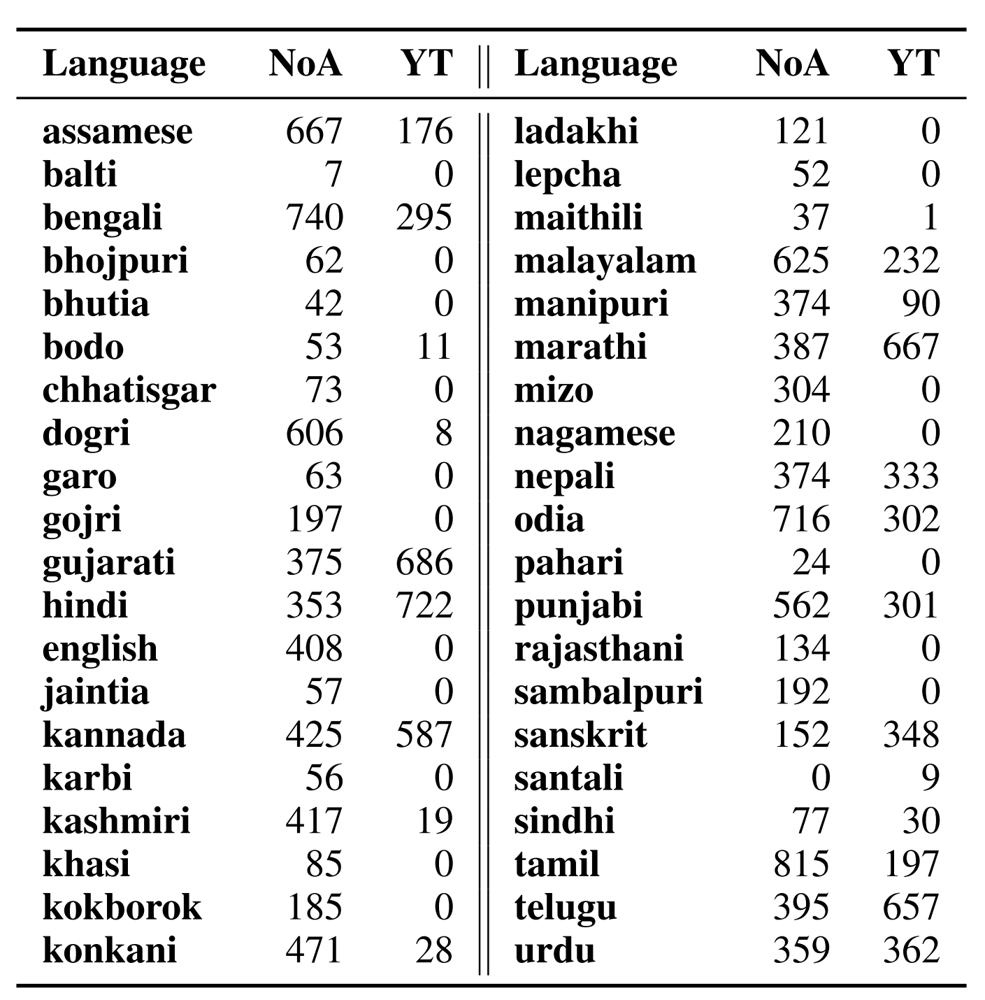 Language NoA YT Language NoA YT
assamese 667 176 ladakhi 121 0
balti 7 0 lepcha 52 0
bengali 740 295 maithili 37 1
bhojpuri 62 0 malayalam 625 232
bhutia 42 0 manipuri 374 90
bodo 53 11 marathi 387 667
chhatisgar 73 0 mizo 304 0
dogri 606 8 nagamese 210 0
garo 63 0 nepali 374 333
gojri 197 0 odia 716 302
gujarati 375 686 pahari 24 0
hindi 353 722 punjabi 562 301
english 408 0 rajasthani 134 0
jaintia 57 0 sambalpuri 192 0
kannada 425 587 sanskrit 152 348
karbi 56 0 santali 0 9
kashmiri 417 19 sindhi 77 30
khasi 85 0 tamil 815 197
kokborok 185 0 telugu 395 657
konkani 471 28 urdu 359 362